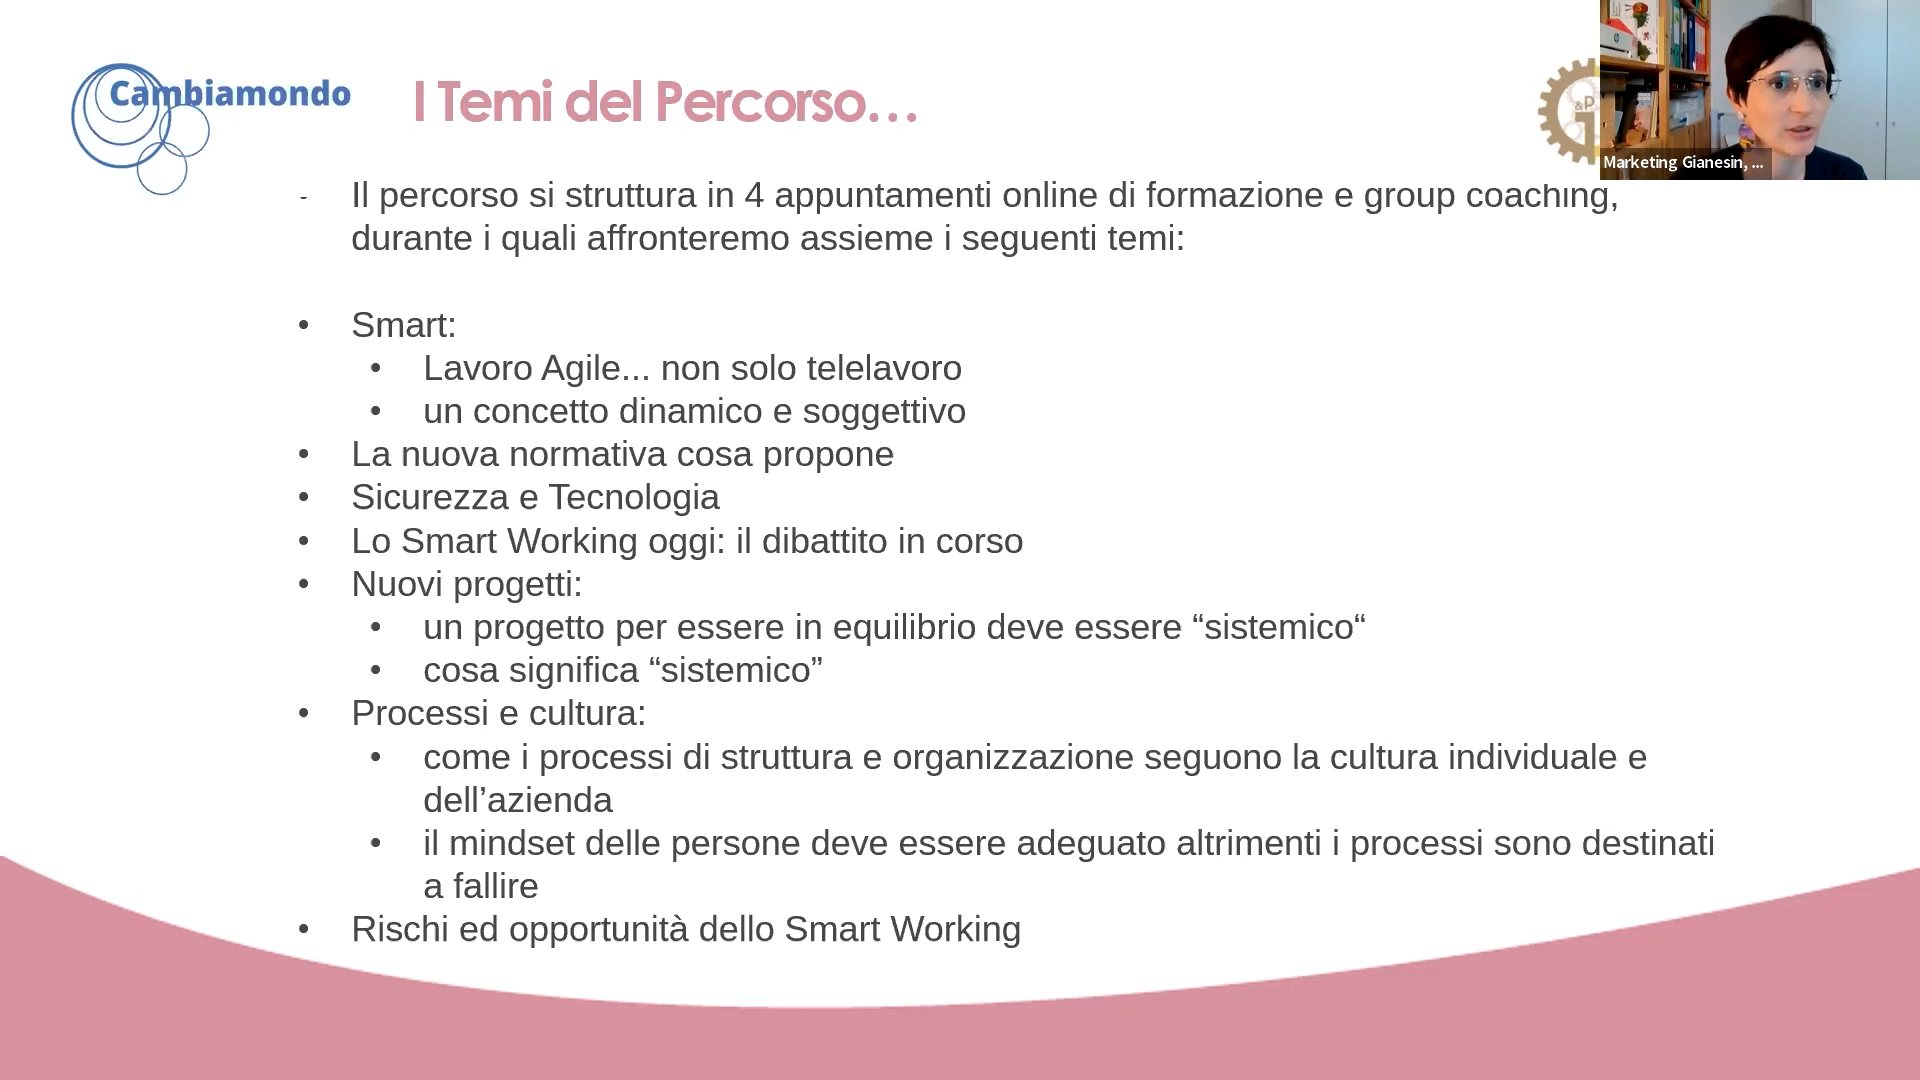 Cambiamondo
I Temi del Percorso…
&P
Marketing Gianesin, ...
- Il percorso si struttura in 4 appuntamenti online di formazione e group coaching,
durante i quali affronteremo assieme i seguenti temi:
• Smart:
• Lavoro Agile... non solo telelavoro
• un concetto dinamico e soggettivo
• La nuova normativa cosa propone
• Sicurezza e Tecnologia
• Lo Smart Working oggi: il dibattito in corso
• Nuovi progetti:
• un progetto per essere in equilibrio deve essere “sistemico“
• cosa significa “sistemico”
• Processi e cultura:
• come i processi di struttura e organizzazione seguono la cultura individuale e
dell’azienda
• il mindset delle persone deve essere adeguato altrimenti i processi sono destinati
a fallire
• Rischi ed opportunità dello Smart Working